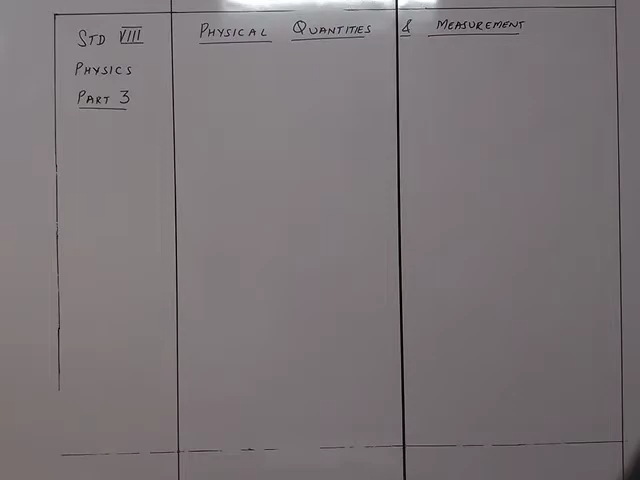 STD VIII
PHYSICS
PART 3
PHYSICAL QUANTITIES & MEASUREMENT